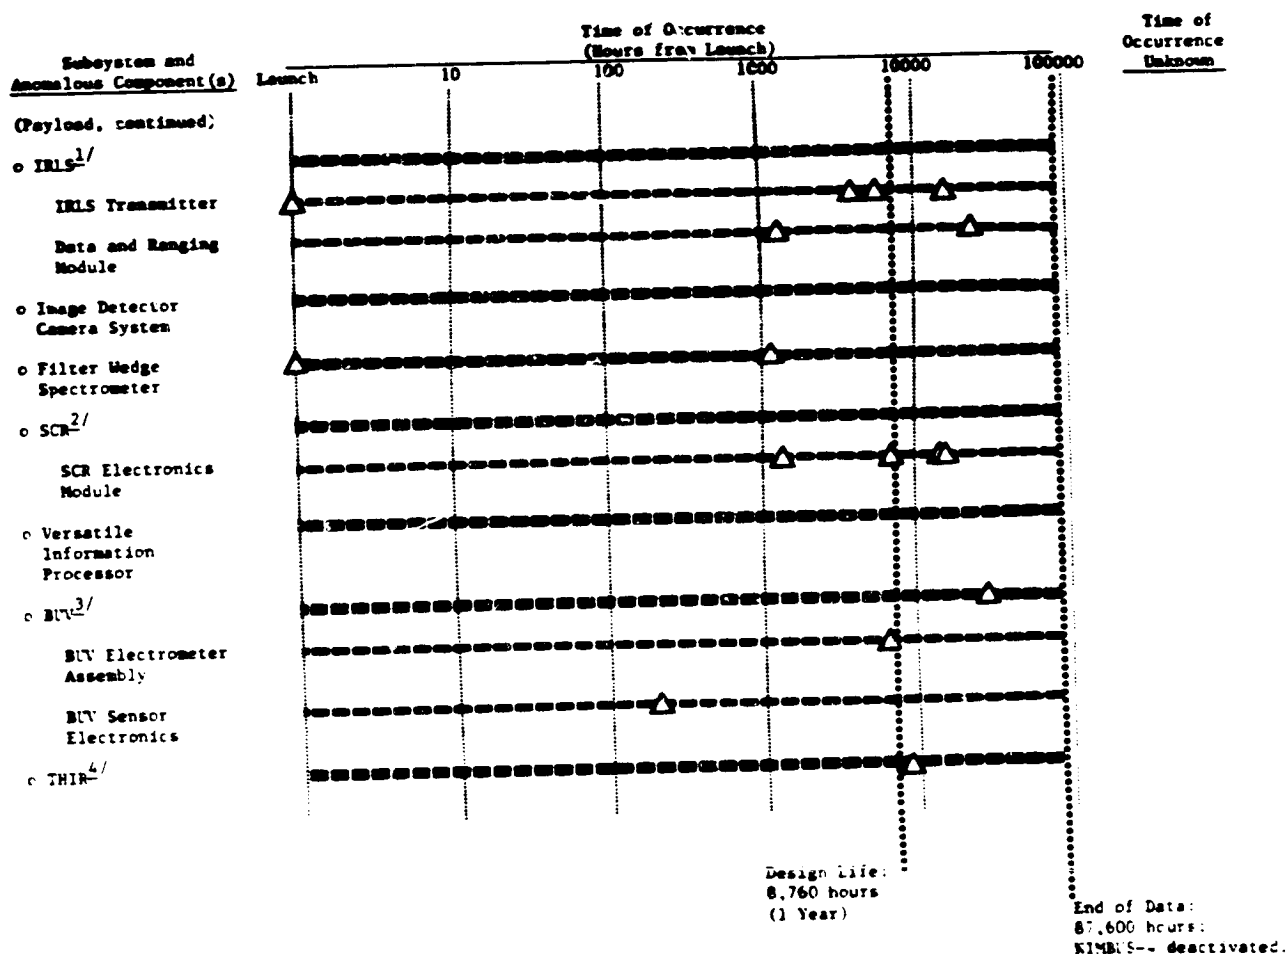 Time of Occurrence
(Hours from Launch)
Time of
Occurrence
Unknown
Subsystem and
Anomalous Component(s)
Launch 10 100 1000 10000 100000
(Payload, continued)
o IRLS 1/
IRLS Transmitter
Data and Ranging
Module
o Image Detector
Camera System
o Filter Wedge
Spectrometer
o SCR 2/
SCR Electronics
Module
o Versatile
Information
Processor
o BUV 3/
BUV Electrometer
Assembly
BUV Sensor
Electronics
o THIR 4/
Design Life:
8,760 hours
(1 Year)
End of Data:
87,600 hours:
deactivated.